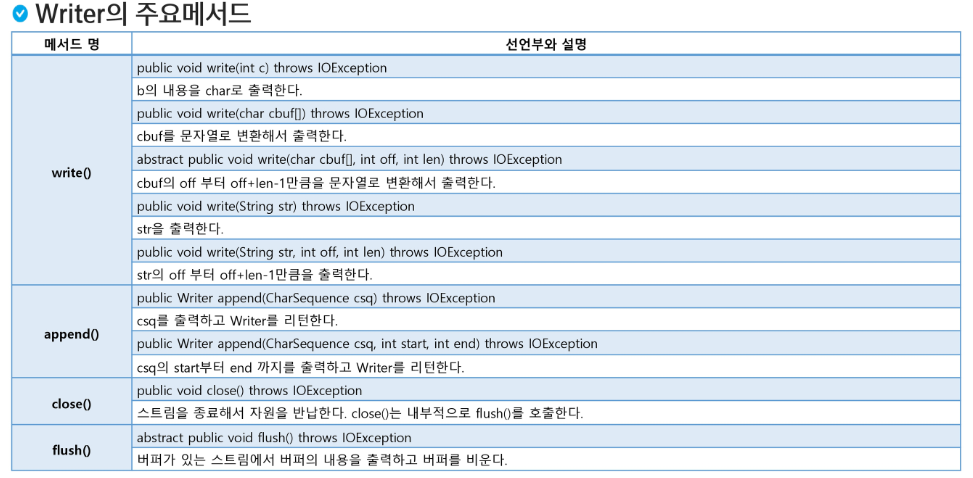 Writer의 주요메서드
메서드 명
선언부와 설명
write()
public void write(int c) throws IOException
b의 내용을 char로 출력한다.
public void write(char cbuf[]) throws IOException
cbuf를 문자열로 변환해서 출력한다.
abstract public void write(char cbuf[], int off, int len) throws IOException
cbuf의 off 부터 off+len-1만큼을 문자열로 변환해서 출력한다.
public void write(String str) throws IOException
str을 출력한다.
public void write(String str, int off, int len) throws IOException
str의 off 부터 off+len-1만큼을 출력한다.
append()
public Writer append(CharSequence csq) throws IOException
csq를 출력하고 Writer를 리턴한다.
public Writer append(CharSequence csq, int start, int end) throws IOException
csq의 start부터 end 까지를 출력하고 Writer를 리턴한다.
close()
public void close() throws IOException
스트림을 종료해서 자원을 반납한다. close()는 내부적으로 flush()를 호출한다.
flush()
abstract public void flush() throws IOException
버퍼가 있는 스트림에서 버퍼의 내용을 출력하고 버퍼를 비운다.